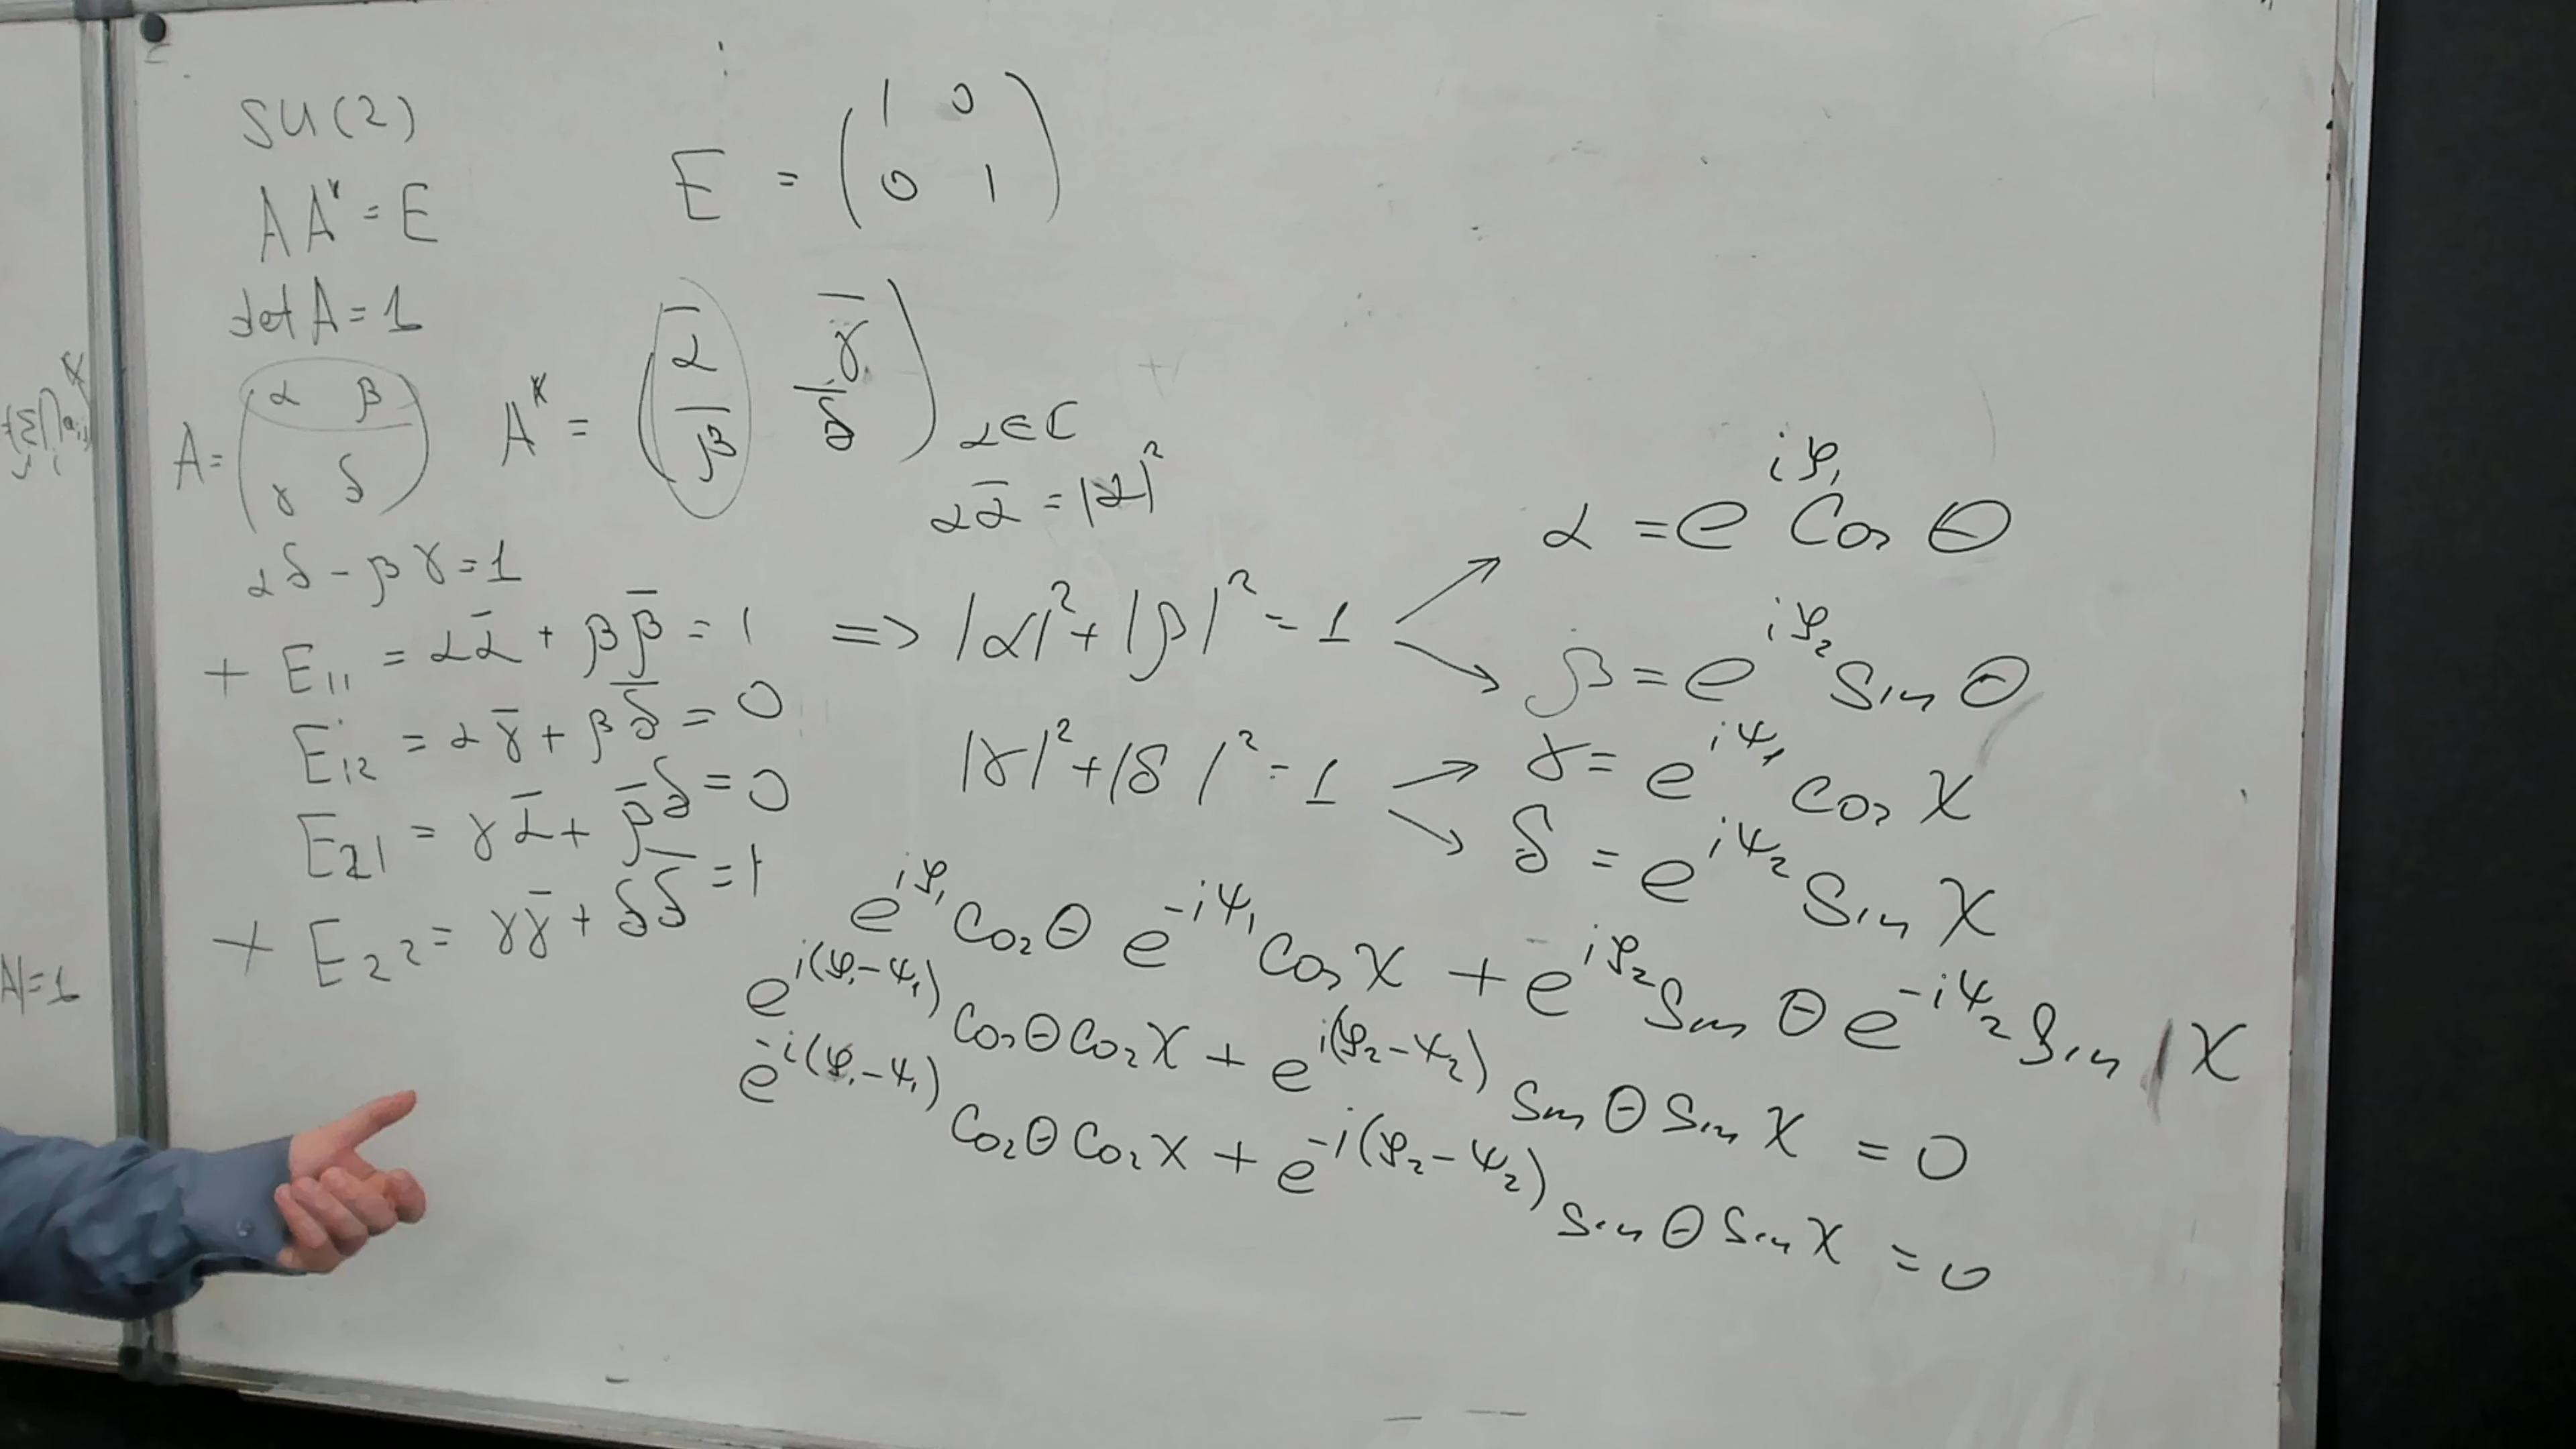 SU(2)
E = (1 0
0 1)
AA* = E
det A = 1
A = (α β
γ δ)
A* = (ᾱ γ̄
β̄ δ̄)
α∈C
αᾱ = |α|²
αδ - βγ = 1
+ E₁₁ = αᾱ + ββ̄ = 1 => |α|² + |β|² = 1
E₁₂ = αγ̄ + βδ̄ = 0
E₂₁ = γᾱ + β̄δ = 0
+ E₂₂ = γγ̄ + δδ̄ = 1
|γ|² + |δ|² = 1
α = e^{iφ₁} Cos θ
β = e^{iφ₂} Sin θ
γ = e^{iψ₁} cos χ
δ = e^{iψ₂} Sin χ
e^{iφ₁} Cos θ e^{-iψ₁} Cos χ + e^{iφ₂} Sin θ e^{-iψ₂} Sin χ
e^{i(φ₁-ψ₁)} Cos θ Cos χ + e^{i(φ₂-ψ₂)} Sin θ Sin χ = 0
e^{-i(φ₁-ψ₁)} Cos θ Cos χ + e^{-i(φ₂-ψ₂)} Sin θ Sin χ = 0
A|=1